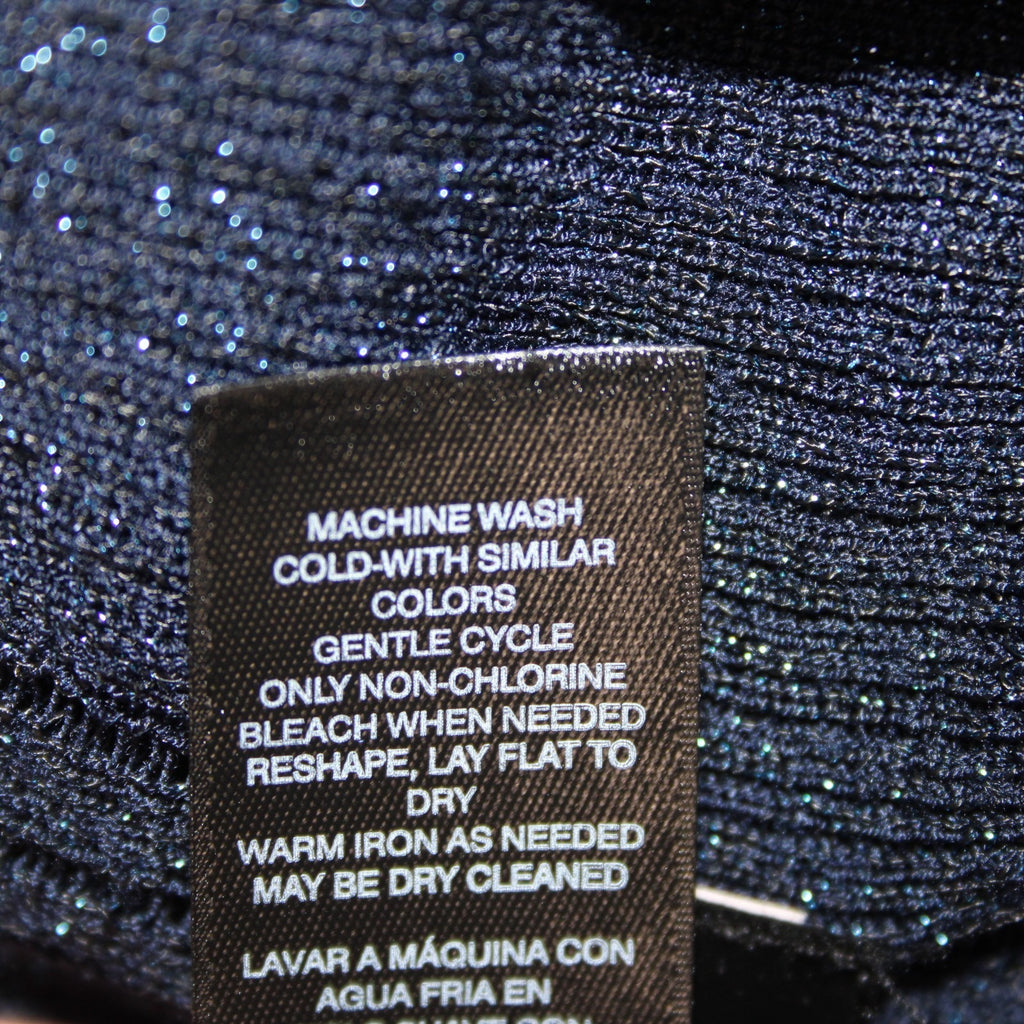 MACHINE WASH
COLD-WITH SIMILAR
COLORS
GENTLE CYCLE
ONLY NON-CHLORINE
BLEACH WHEN NEEDED
RESHAPE, LAY FLAT TO
DRY
WARM IRON AS NEEDED
MAY BE DRY CLEANED
LAVAR A MÁQUINA CON
AGUA FRIA EN